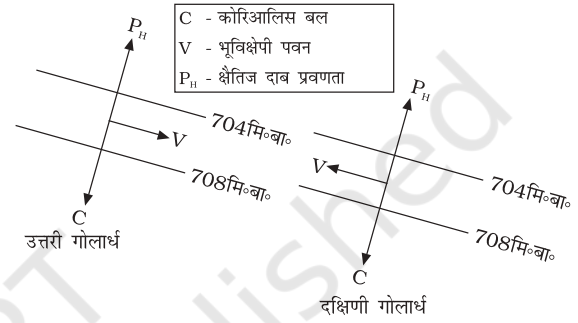 C - कोरिआलिस बल
V - भूविक्षेपी पवन
P_H - क्षैतिज दाब प्रवणता
P_H
704मि॰बा॰
V
708मि॰बा॰
C
उत्तरी गोलार्ध
P_H
V
704मि॰बा॰
708मि॰बा॰
C
दक्षिणी गोलार्ध